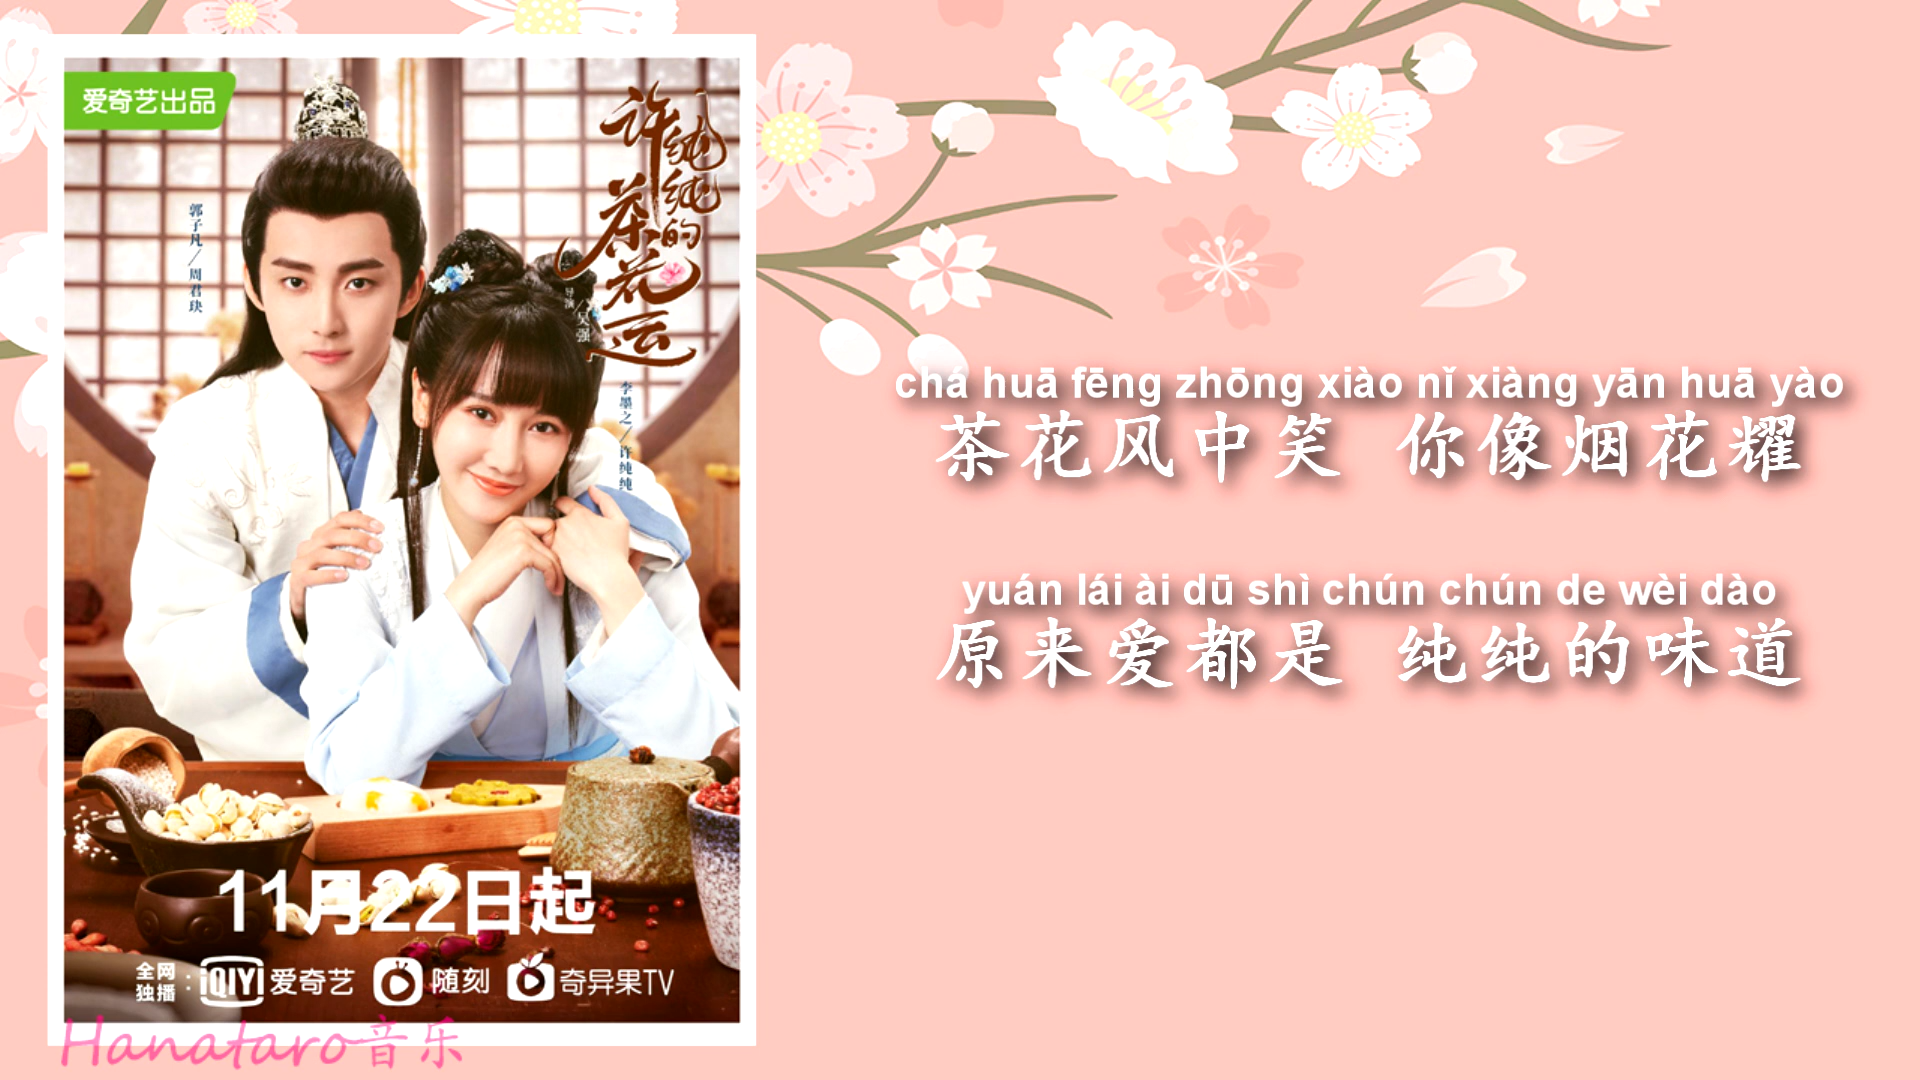 爱奇艺出品
许纯纯的茶花运
郭子凡／周君玦
导演／吴强
李墨之／许纯纯
11月22日起
全网独播：iQIYI 爱奇艺 随刻 奇异果TV
Hanataro音乐
chá huā fēng zhōng xiào nǐ xiàng yān huā yào
茶花风中笑 你像烟花耀
yuán lái ài dū shì chún chún de wèi dào
原来爱都是 纯纯的味道